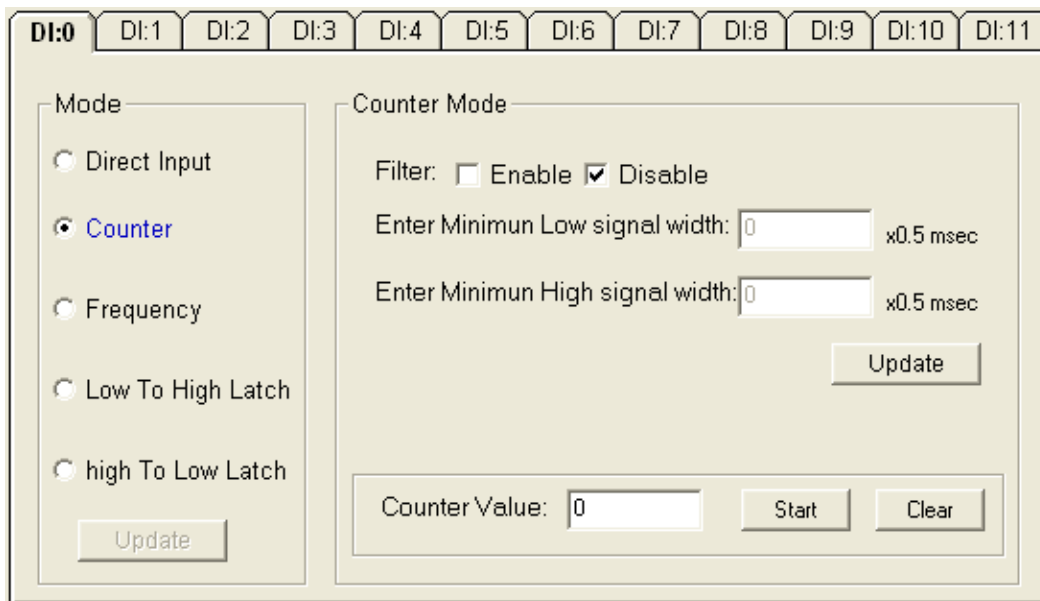 DI:0 DI:1 DI:2 DI:3 DI:4 DI:5 DI:6 DI:7 DI:8 DI:9 DI:10 DI:11
Mode
Direct Input
Counter
Frequency
Low To High Latch
high To Low Latch
Update
Counter Mode
Filter: Enable Disable
Enter Minimun Low signal width: 0 x0.5 msec
Enter Minimun High signal width: 0 x0.5 msec
Update
Counter Value: 0 Start Clear